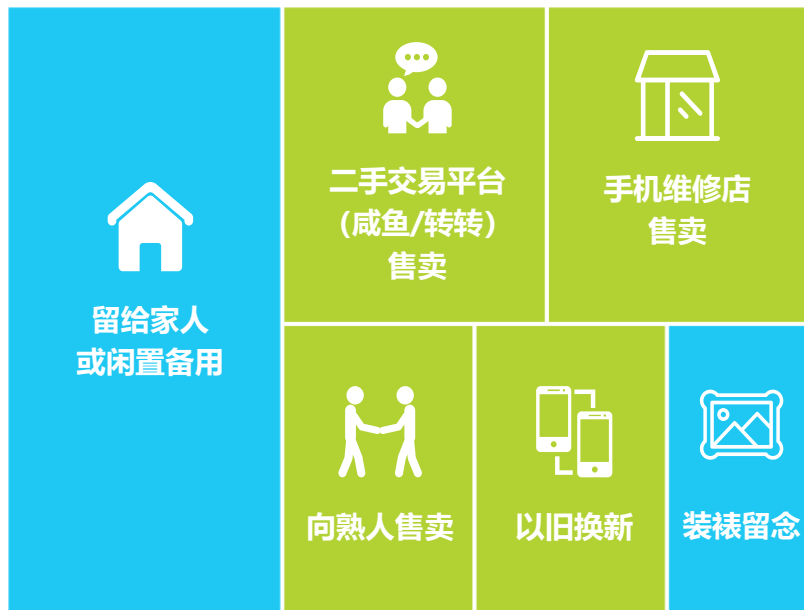 留给家人
或闲置备用
二手交易平台
（咸鱼/转转）
售卖
手机维修店
售卖
向熟人售卖
以旧换新
装裱留念